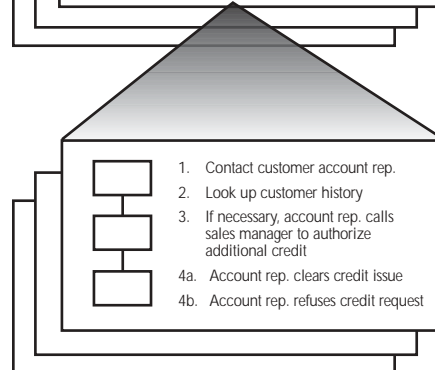 1. Contact customer account rep.
2. Look up customer history
3. If necessary, account rep. calls
sales manager to authorize
additional credit
4a. Account rep. clears credit issue
4b. Account rep. refuses credit request